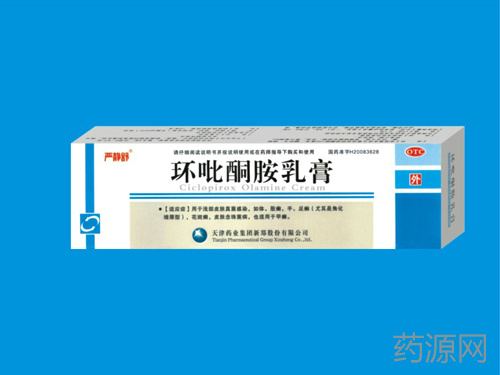 严静舒
请仔细阅读说明书并按说明使用或在药师指导下购买和使用
国药准字H20083628
OTC
环吡酮胺乳膏
Ciclopirox Olamine Cream
外
【适应症】用于浅部皮肤真菌感染，如体、股癣，手、足癣（尤其是角化
增厚型），花斑癣，皮肤念珠菌病，也适用于甲癣。
天津药业集团新郑股份有限公司
Tianjin Pharmaceutical Group Xinzheng Co.,Ltd.
药源网